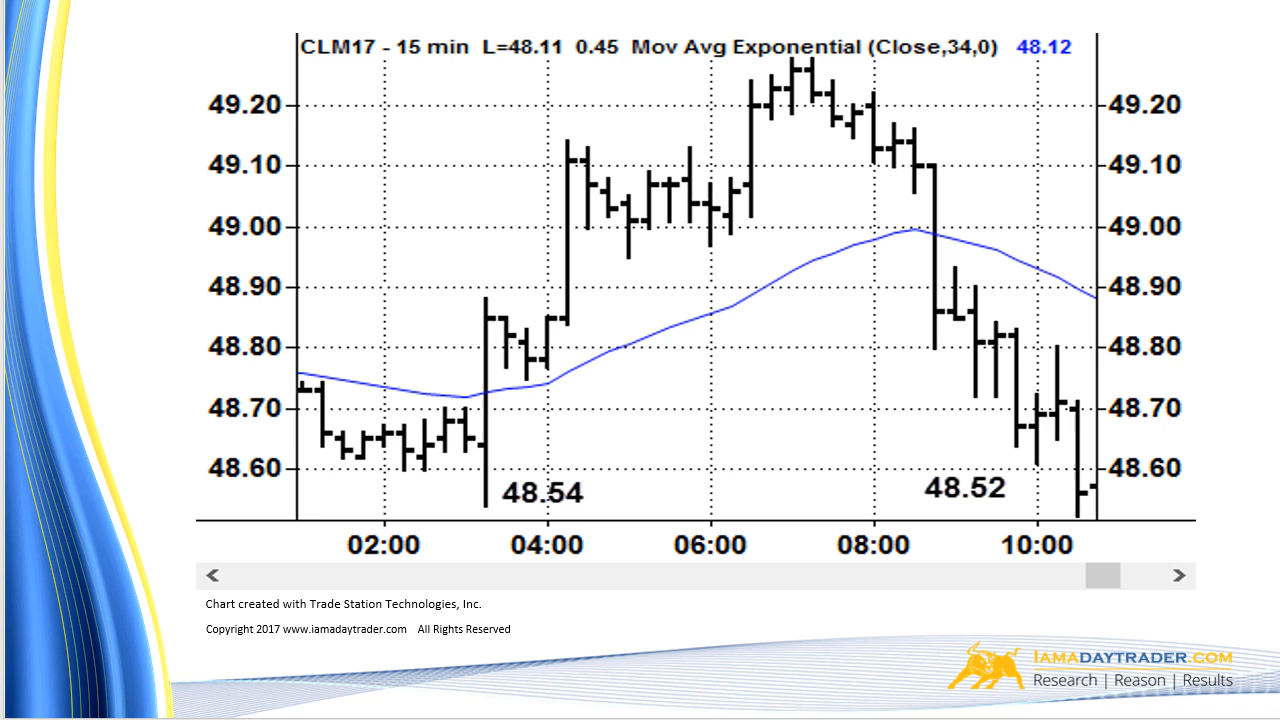 CLM17 - 15 min L=48.11 0.45 Mov Avg Exponential (Close,34,0) 48.12
49.20 49.20
49.10 49.10
49.00 49.00
48.90 48.90
48.80 48.80
48.70 48.70
48.60 48.60
48.54 48.52
02:00 04:00 06:00 08:00 10:00
Chart created with Trade Station Technologies, Inc.
Copyright 2017 www.iamadaytrader.com All Rights Reserved
IAMADAYTRADER.COM
Research | Reason | Results